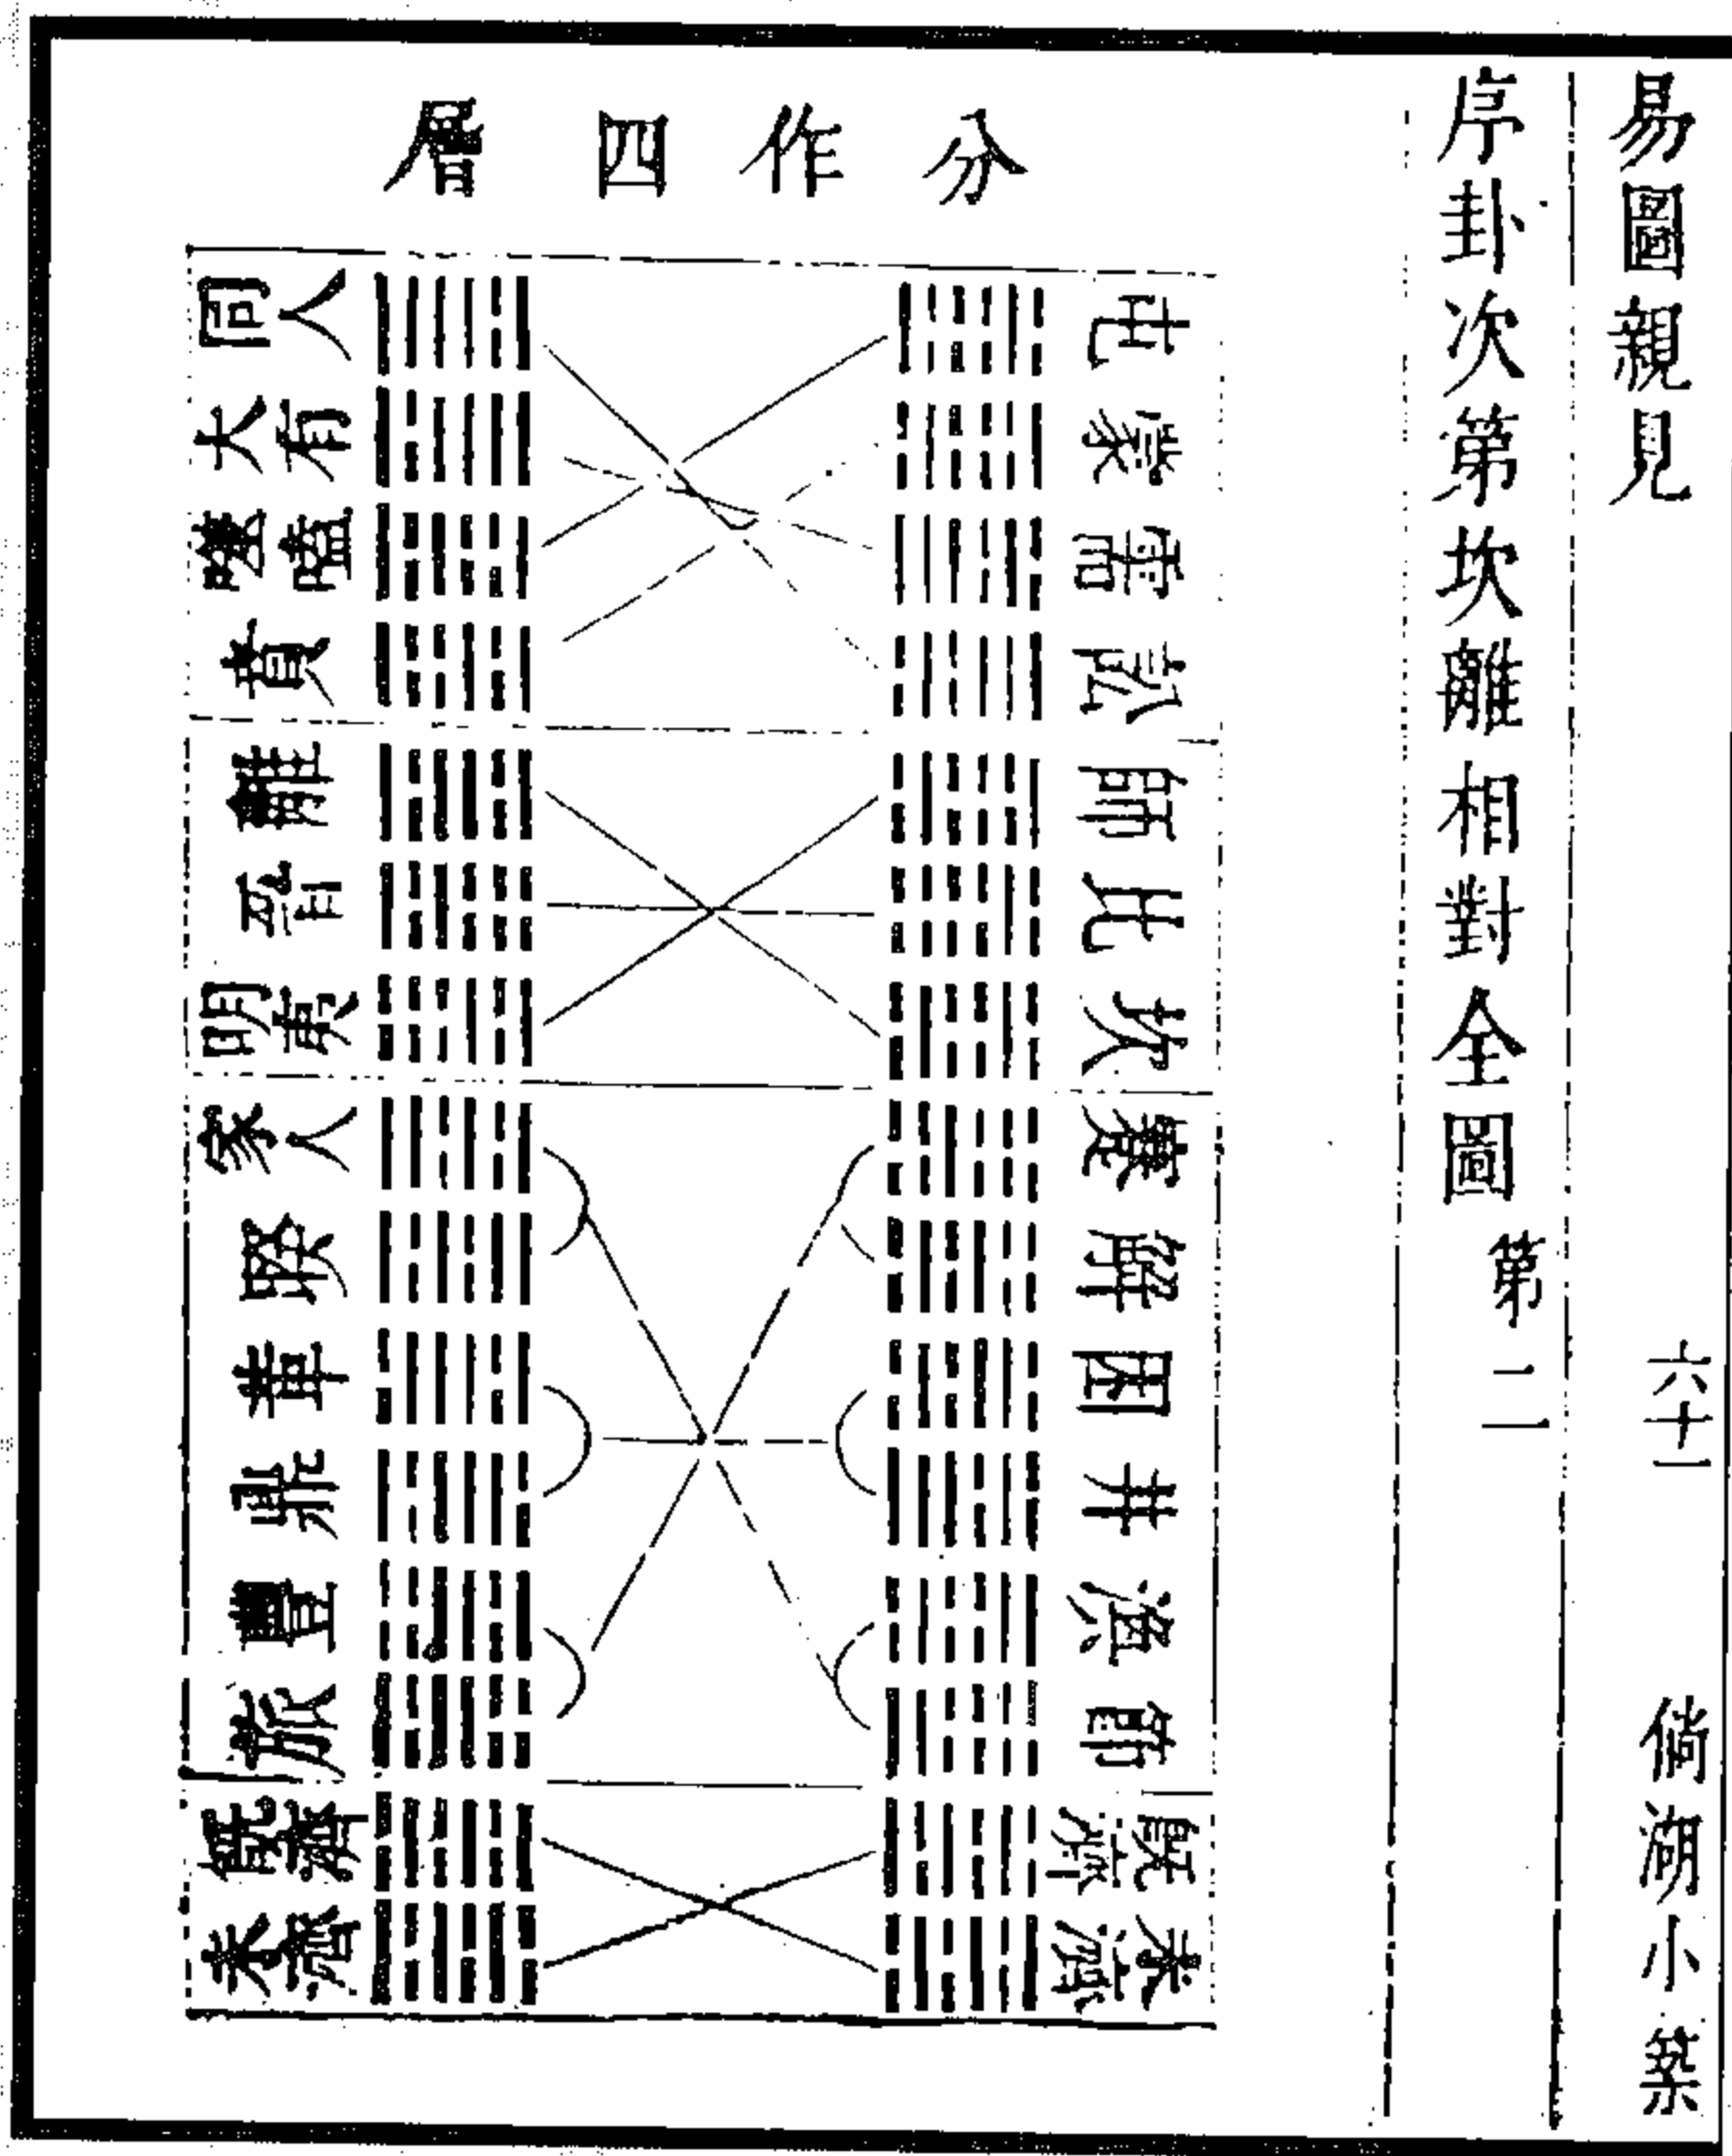 易圖親見 六十一 倘湖小築
序卦次第坎離相對全圖 第二
分作四層
屯 蒙 需 訟
師 比 坎
蹇 解 困 井 渙 節
既濟 未濟
同人 大有 噬嗑 賁
離 晉 明夷
家人 睽 革 鼎 豐 旅
既濟 未濟